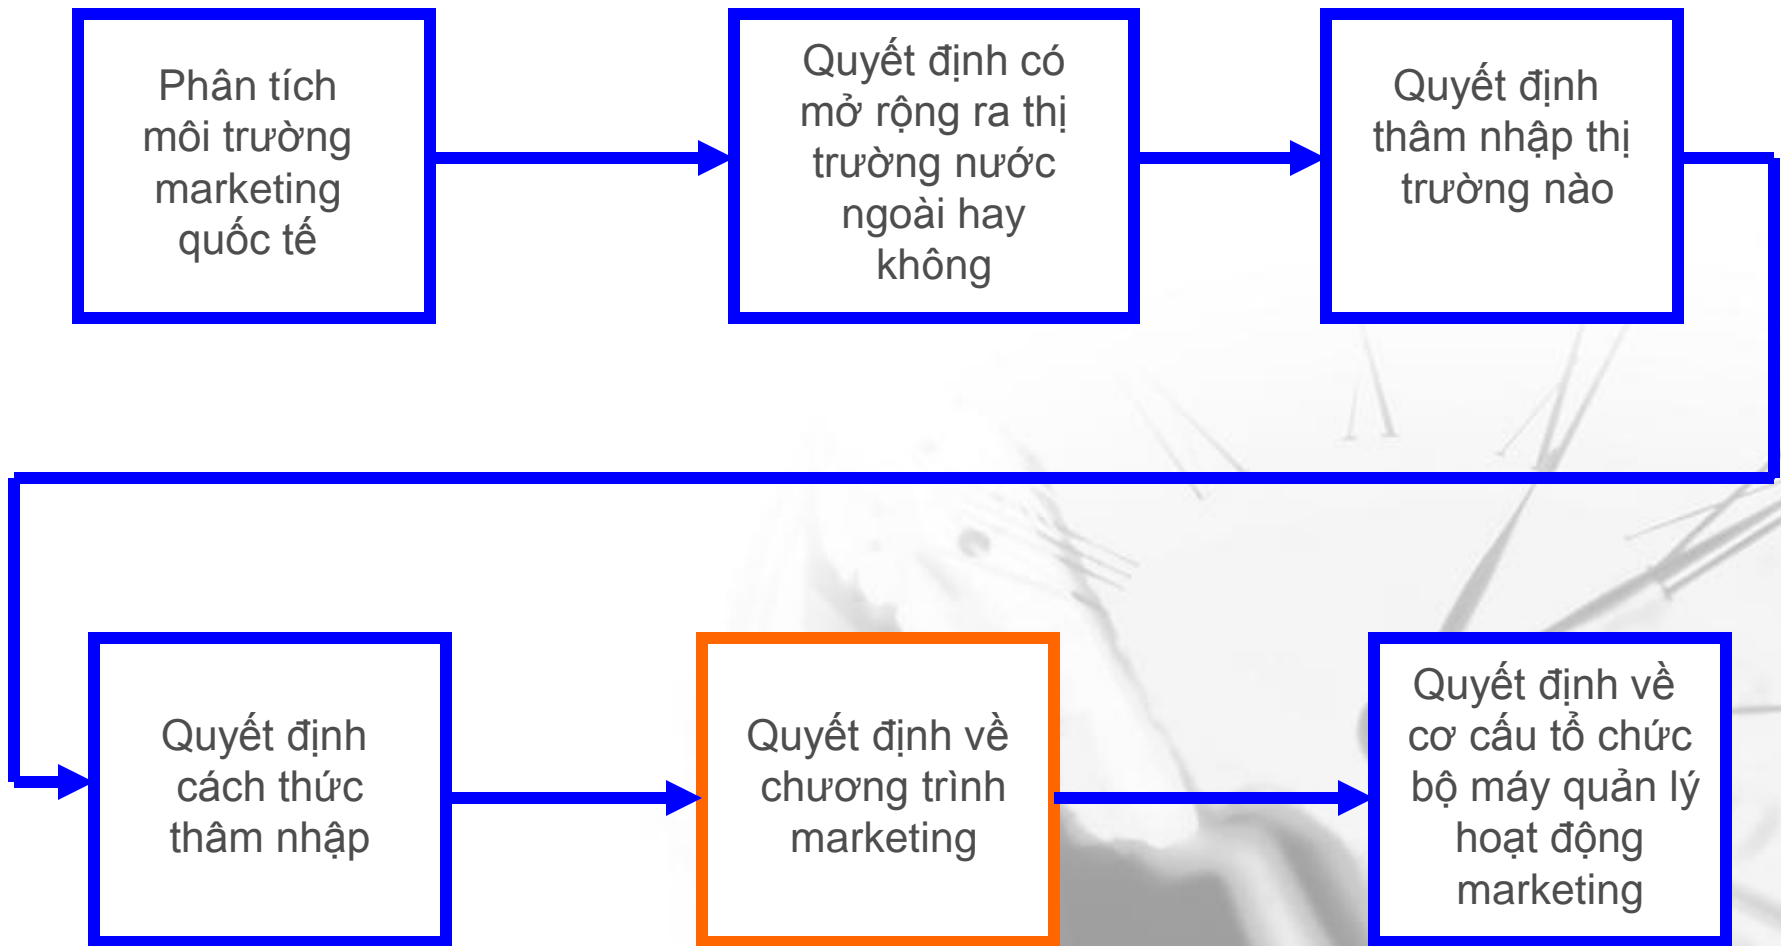 Phân tích
môi trường
marketing
quốc tế
Quyết định có
mở rộng ra thị
trường nước
ngoài hay
không
Quyết định
thâm nhập thị
trường nào
Quyết định
cách thức
thâm nhập
Quyết định về
chương trình
marketing
Quyết định về
cơ cấu tổ chức
bộ máy quản lý
hoạt động
marketing